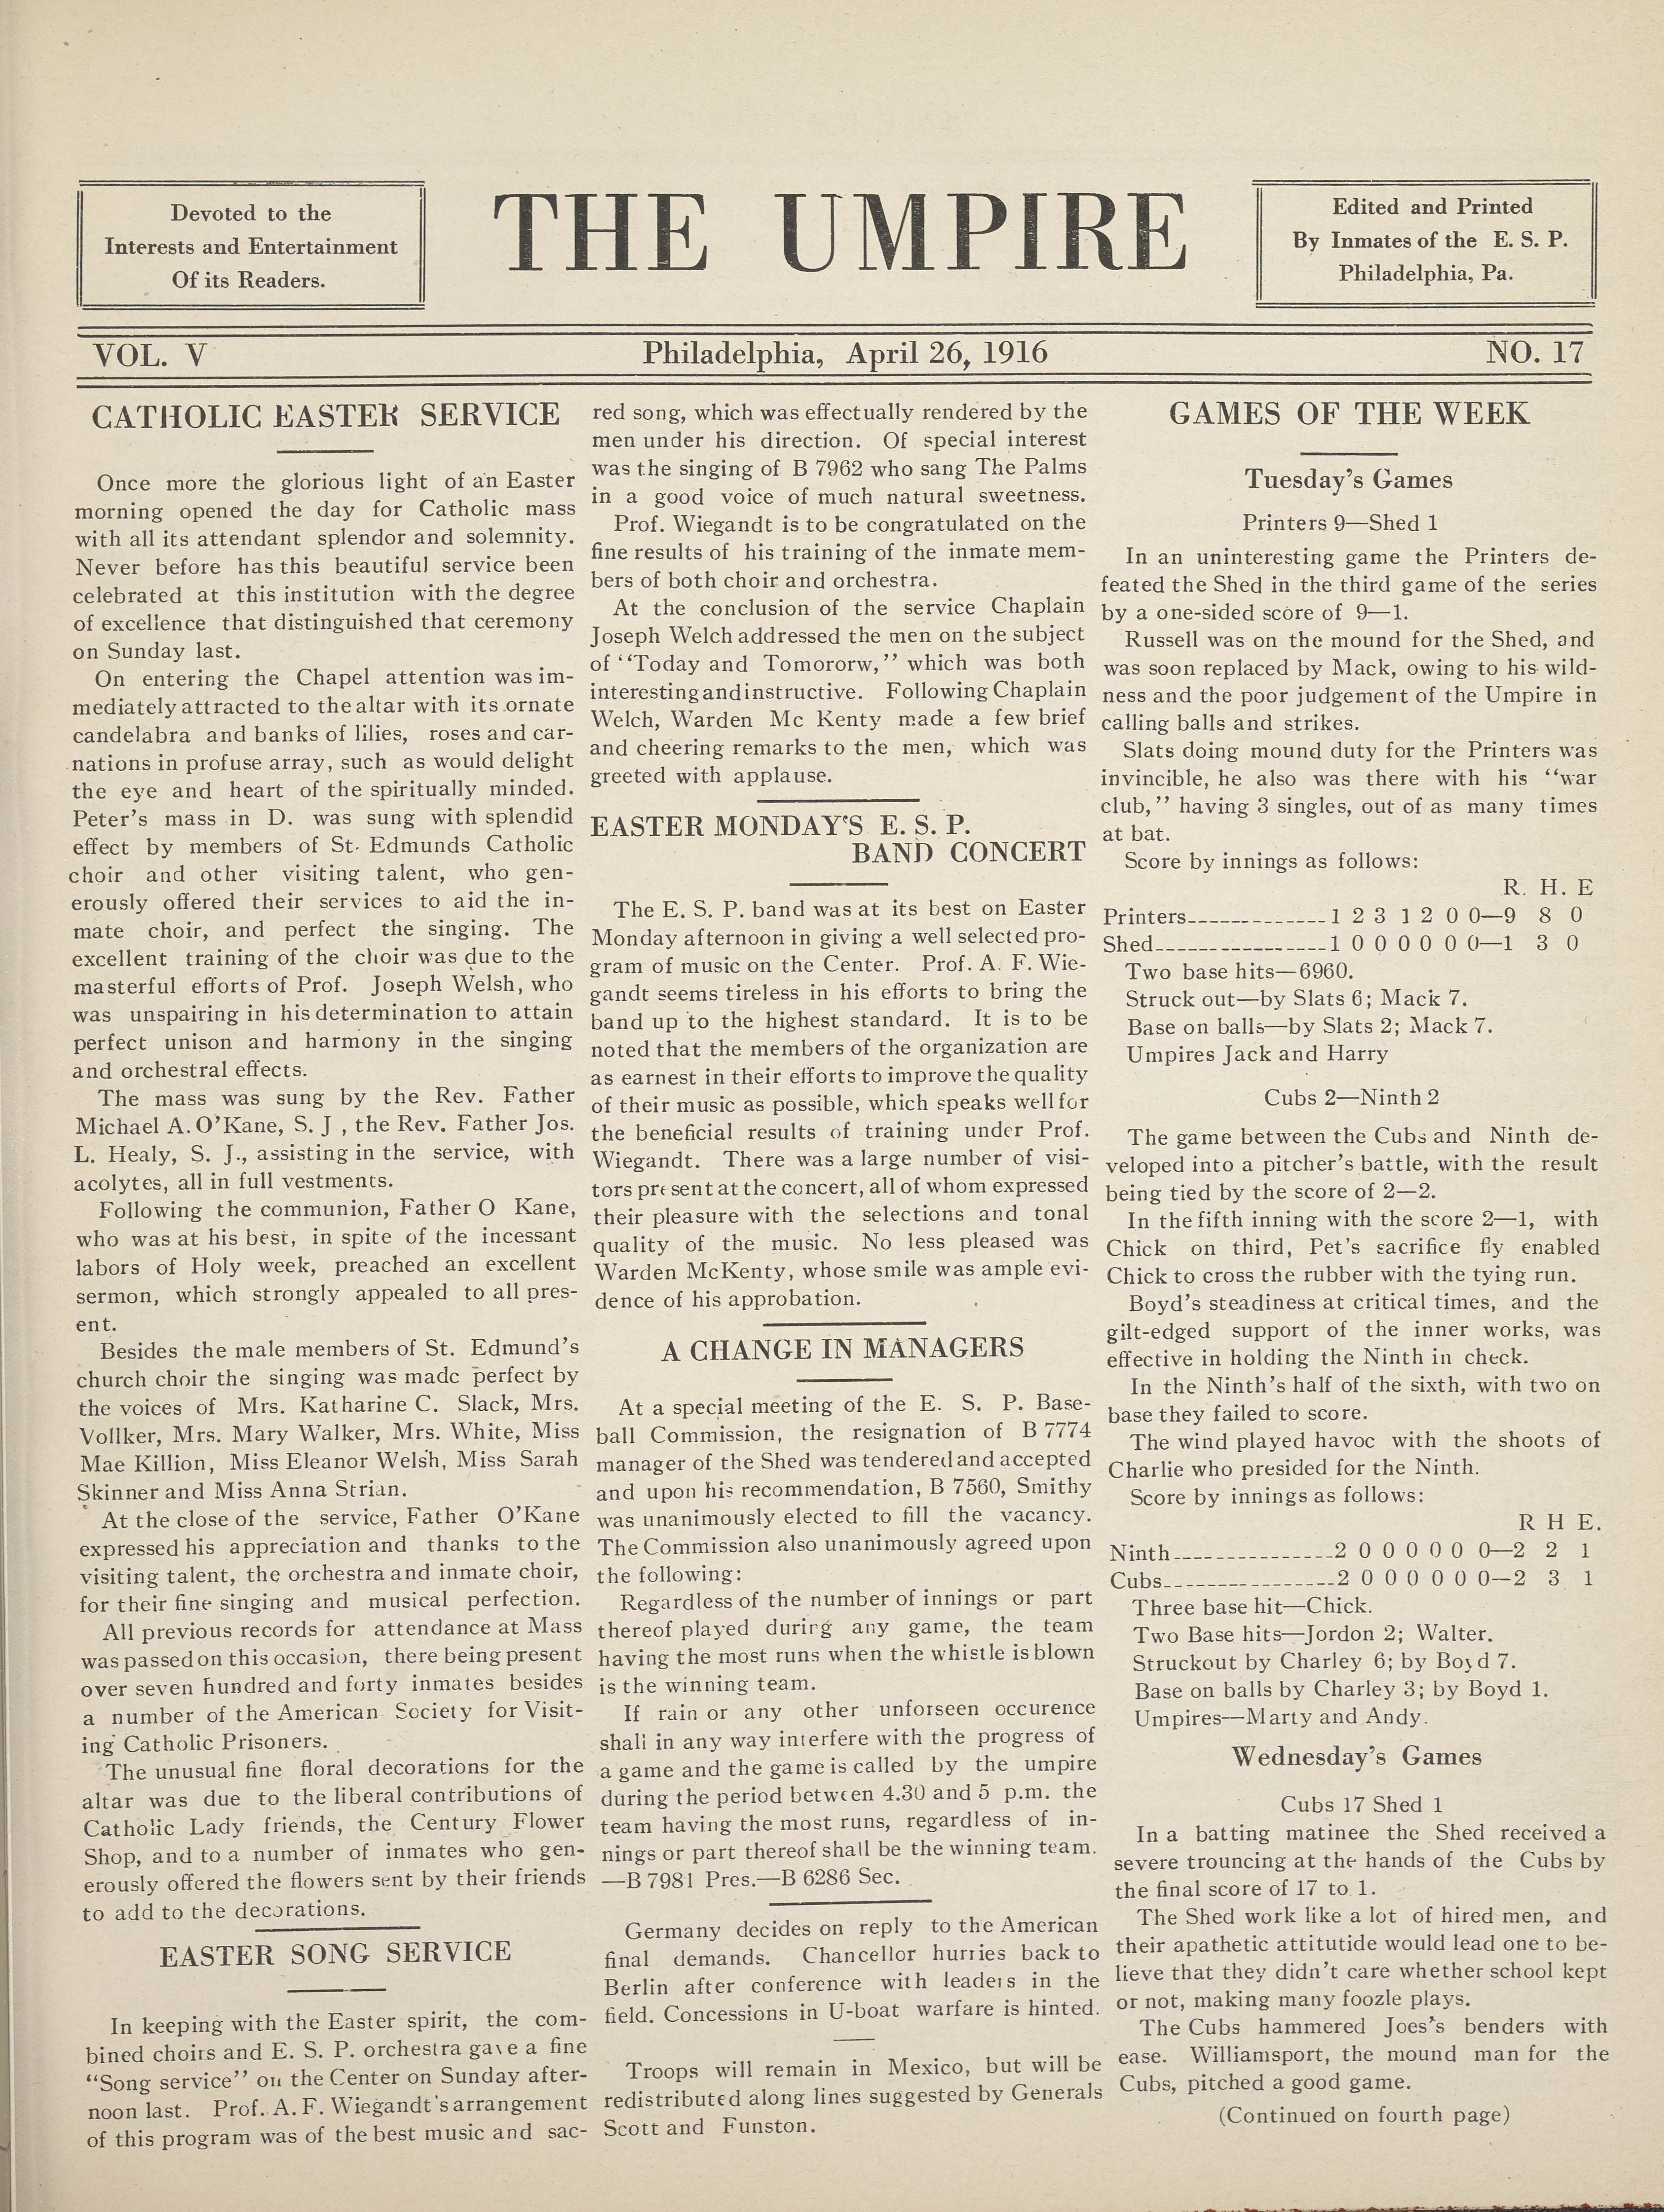 Devoted to the
Interests and Entertainment
Of its Readers.
THE UMPIRE
Edited and Printed
By Inmates of the E. S. P.
Philadelphia, Pa.
VOL. V
Philadelphia, April 26, 1916
NO. 17
CATHOLIC EASTER SERVICE
Once more the glorious light of an Easter
morning opened the day for Catholic mass
with all its attendant splendor and solemnity.
Never before has this beautiful service been
celebrated at this institution with the degree
of excellence that distinguished that ceremony
on Sunday last.
On entering the Chapel attention was im-
mediately attracted to the altar with its ornate
candelabra and banks of lilies, roses and car-
nations in profuse array, such as would delight
the eye and heart of the spiritually minded.
Peter's mass in D. was sung with splendid
effect by members of St. Edmunds Catholic
choir and other visiting talent, who gen-
erously offered their services to aid the in-
mate choir, and perfect the singing. The
excellent training of the choir was due to the
masterful efforts of Prof. Joseph Welsh, who
was unspairing in his determination to attain
perfect unison and harmony in the singing
and orchestral effects.
The mass was sung by the Rev. Father
Michael A. O'Kane, S. J , the Rev. Father Jos.
L. Healy, S. J., assisting in the service, with
acolytes, all in full vestments.
Following the communion, Father O Kane,
who was at his best, in spite of the incessant
labors of Holy week, preached an excellent
sermon, which strongly appealed to all pres-
ent.
Besides the male members of St. Edmund's
church choir the singing was made perfect by
the voices of Mrs. Katharine C. Slack, Mrs.
Vollker, Mrs. Mary Walker, Mrs. White, Miss
Mae Killion, Miss Eleanor Welsh, Miss Sarah
Skinner and Miss Anna Strian.
At the close of the service, Father O'Kane
expressed his appreciation and thanks to the
visiting talent, the orchestra and inmate choir,
for their fine singing and musical perfection.
All previous records for attendance at Mass
was passed on this occasion, there being present
over seven hundred and forty inmates besides
a number of the American Society for Visit-
ing Catholic Prisoners.
The unusual fine floral decorations for the
altar was due to the liberal contributions of
Catholic Lady friends, the Century Flower
Shop, and to a number of inmates who gen-
erously offered the flowers sent by their friends
to add to the decorations.
EASTER SONG SERVICE
In keeping with the Easter spirit, the com-
bined choirs and E. S. P. orchestra gave a fine
"Song service" on the Center on Sunday after-
noon last. Prof. A. F. Wiegandt's arrangement
of this program was of the best music and sac-
red song, which was effectually rendered by the
men under his direction. Of special interest
was the singing of B 7962 who sang The Palms
in a good voice of much natural sweetness.
Prof. Wiegandt is to be congratulated on the
fine results of his training of the inmate mem-
bers of both choir and orchestra.
At the conclusion of the service Chaplain
Joseph Welch addressed the men on the subject
of "Today and Tomororw," which was both
interesting and instructive. Following Chaplain
Welch, Warden Mc Kenty made a few brief
and cheering remarks to the men, which was
greeted with applause.
EASTER MONDAY'S E. S. P.
BAND CONCERT
The E. S. P. band was at its best on Easter
Monday afternoon in giving a well selected pro-
gram of music on the Center. Prof. A. F. Wie-
gandt seems tireless in his efforts to bring the
band up to the highest standard. It is to be
noted that the members of the organization are
as earnest in their efforts to improve the quality
of their music as possible, which speaks well for
the beneficial results of training under Prof.
Wiegandt. There was a large number of visi-
tors present at the concert, all of whom expressed
their pleasure with the selections and tonal
quality of the music. No less pleased was
Warden McKenty, whose smile was ample evi-
dence of his approbation.
A CHANGE IN MANAGERS
At a special meeting of the E. S. P. Base-
ball Commission, the resignation of B 7774
manager of the Shed was tendered and accepted
and upon his recommendation, B 7560, Smithy
was unanimously elected to fill the vacancy.
The Commission also unanimously agreed upon
the following:
Regardless of the number of innings or part
thereof played during any game, the team
having the most runs when the whistle is blown
is the winning team.
If rain or any other unforseen occurence
shall in any way interfere with the progress of
a game and the game is called by the umpire
during the period between 4.30 and 5 p.m. the
team having the most runs, regardless of in-
nings or part thereof shall be the winning team.
—B 7981 Pres.—B 6286 Sec.
Germany decides on reply to the American
final demands. Chancellor hurries back to
Berlin after conference with leaders in the
field. Concessions in U-boat warfare is hinted.
Troops will remain in Mexico, but will be
redistributed along lines suggested by Generals
Scott and Funston.
GAMES OF THE WEEK
Tuesday's Games
Printers 9—Shed 1
In an uninteresting game the Printers de-
feated the Shed in the third game of the series
by a one-sided score of 9—1.
Russell was on the mound for the Shed, and
was soon replaced by Mack, owing to his wild-
ness and the poor judgement of the Umpire in
calling balls and strikes.
Slats doing mound duty for the Printers was
invincible, he also was there with his "war
club," having 3 singles, out of as many times
at bat.
Score by innings as follows:
R. H. E
Printers--------------1 2 3 1 2 0 0—9 8 0
Shed-----------------1 0 0 0 0 0 0—1 3 0
Two base hits—6960.
Struck out—by Slats 6; Mack 7.
Base on balls—by Slats 2; Mack 7.
Umpires Jack and Harry
Cubs 2—Ninth 2
The game between the Cubs and Ninth de-
veloped into a pitcher's battle, with the result
being tied by the score of 2—2.
In the fifth inning with the score 2—1, with
Chick on third, Pet's sacrifice fly enabled
Chick to cross the rubber with the tying run.
Boyd's steadiness at critical times, and the
gilt-edged support of the inner works, was
effective in holding the Ninth in check.
In the Ninth's half of the sixth, with two on
base they failed to score.
The wind played havoc with the shoots of
Charlie who presided for the Ninth.
Score by innings as follows:
R H E.
Ninth----------------2 0 0 0 0 0 0—2 2 1
Cubs-----------------2 0 0 0 0 0 0—2 3 1
Three base hit—Chick.
Two Base hits—Jordon 2; Walter.
Struckout by Charley 6; by Boyd 7.
Base on balls by Charley 3; by Boyd 1.
Umpires—Marty and Andy.
Wednesday's Games
Cubs 17 Shed 1
In a batting matinee the Shed received a
severe trouncing at the hands of the Cubs by
the final score of 17 to 1.
The Shed work like a lot of hired men, and
their apathetic attitutide would lead one to be-
lieve that they didn't care whether school kept
or not, making many foozle plays.
The Cubs hammered Joes's benders with
ease. Williamsport, the mound man for the
Cubs, pitched a good game.
(Continued on fourth page)